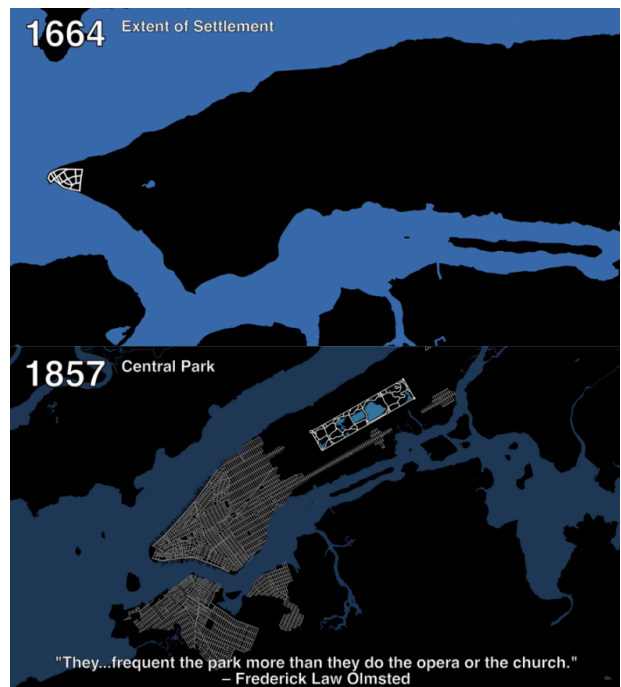 1664 Extent of Settlement
1857 Central Park
"They...frequent the park more than they do the opera or the church."
– Frederick Law Olmsted